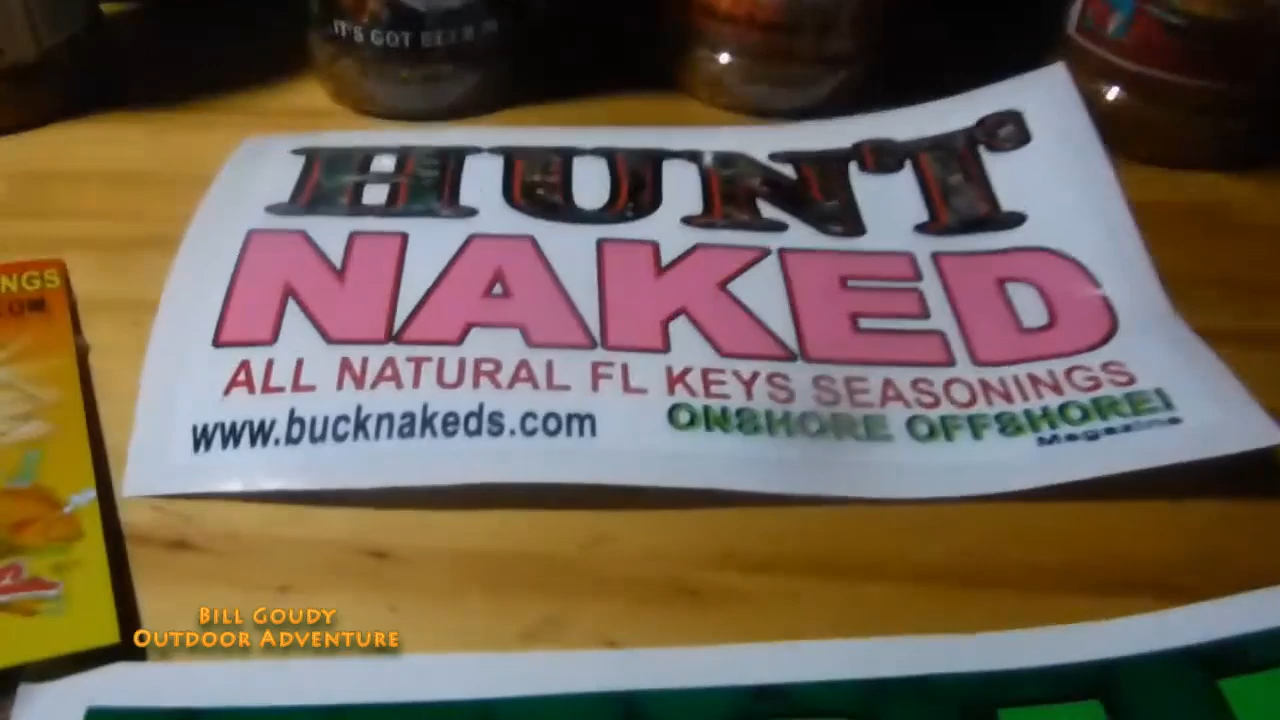 IT'S GOT BEER IN
HUNT
NAKED
ALL NATURAL FL KEYS SEASONINGS
www.bucknakeds.com
ONSHORE OFFSHORE!
Magazine
NGS
.COM
BILL GOUDY
OUTDOOR ADVENTURE